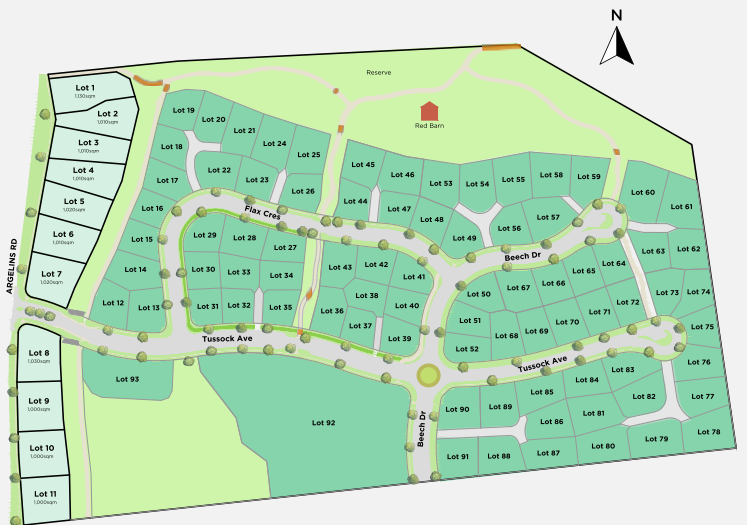 N
Reserve
Red Barn
ARGELINS RD
Lot 1
1,130sqm
Lot 2
1,010sqm
Lot 3
1,010sqm
Lot 4
1,010sqm
Lot 5
1,020sqm
Lot 6
1,010sqm
Lot 7
1,020sqm
Lot 8
1,030sqm
Lot 9
1,000sqm
Lot 10
1,000sqm
Lot 11
1,000sqm
Lot 19
Lot 20
Lot 21
Lot 24
Lot 25
Lot 18
Lot 22
Lot 23
Lot 26
Lot 17
Lot 16
Lot 15
Lot 14
Lot 12
Lot 13
Flax Cres
Lot 29
Lot 28
Lot 27
Lot 30
Lot 33
Lot 34
Lot 31
Lot 32
Lot 35
Tussock Ave
Lot 45
Lot 46
Lot 53
Lot 54
Lot 55
Lot 58
Lot 59
Lot 44
Lot 47
Lot 48
Lot 49
Lot 56
Lot 57
Lot 60
Lot 61
Beech Dr
Lot 43
Lot 42
Lot 41
Lot 38
Lot 40
Lot 36
Lot 37
Lot 39
Lot 50
Lot 67
Lot 66
Lot 65
Lot 64
Lot 63
Lot 62
Lot 51
Lot 68
Lot 69
Lot 70
Lot 71
Lot 72
Lot 73
Lot 74
Lot 52
Lot 75
Tussock Ave
Lot 76
Lot 77
Lot 78
Lot 93
Lot 92
Beech Dr
Lot 90
Lot 89
Lot 85
Lot 84
Lot 83
Lot 82
Lot 86
Lot 81
Lot 91
Lot 88
Lot 87
Lot 80
Lot 79